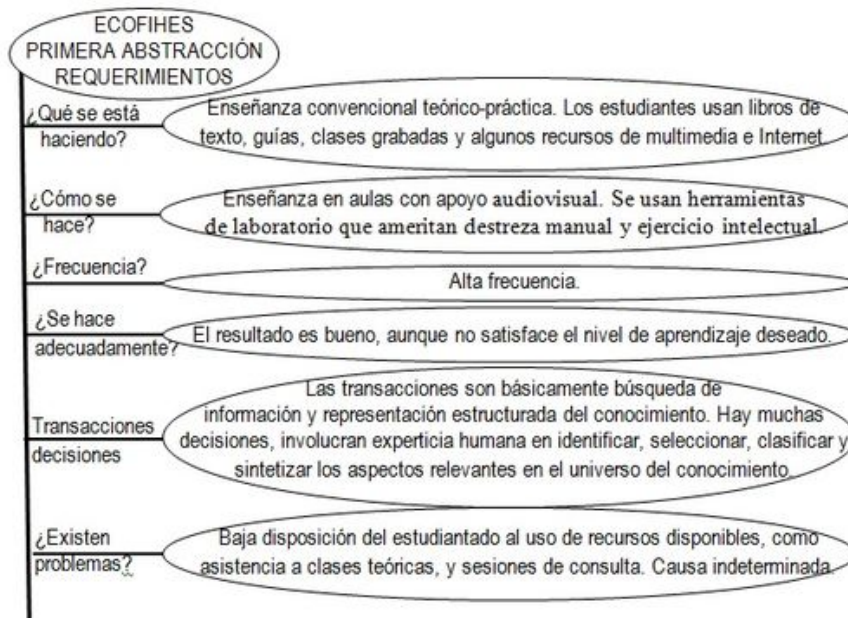 ECOFIHES
PRIMERA ABSTRACCIÓN
REQUERIMIENTOS
¿Qué se está
haciendo?
Enseñanza convencional teórico-práctica. Los estudiantes usan libros de
texto, guías, clases grabadas y algunos recursos de multimedia e Internet
¿Cómo se
hace?
Enseñanza en aulas con apoyo audiovisual. Se usan herramientas
de laboratorio que ameritan destreza manual y ejercicio intelectual.
¿Frecuencia?
Alta frecuencia.
¿Se hace
adecuadamente?
El resultado es bueno, aunque no satisface el nivel de aprendizaje deseado.
Transacciones
decisiones
Las transacciones son básicamente búsqueda de
información y representación estructurada del conocimiento. Hay muchas
decisiones, involucran experticia humana en identificar, seleccionar, clasificar y
sintetizar los aspectos relevantes en el universo del conocimiento.
¿Existen
problemas?
Baja disposición del estudiantado al uso de recursos disponibles, como
asistencia a clases teóricas, y sesiones de consulta. Causa indeterminada.